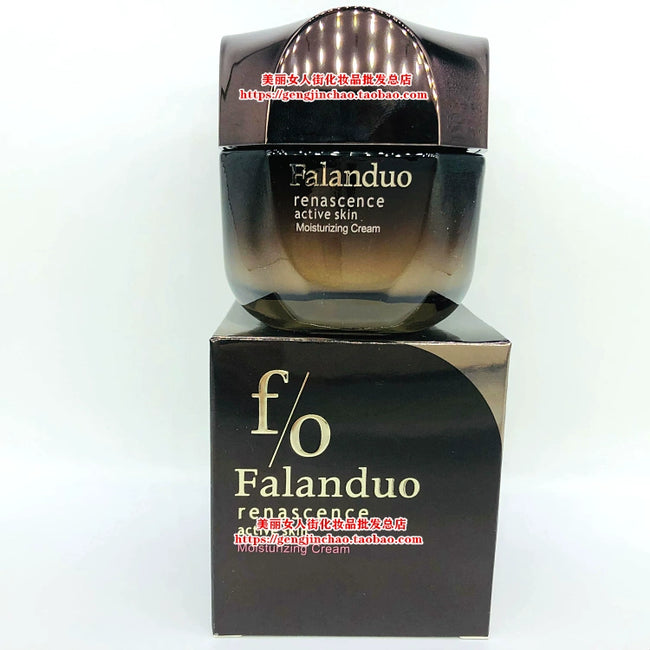 美丽女人街化妆品批发总店
https://gengjinchao.taobao.com
Falanduo
renascence
active skin
Moisturizing Cream
f/o
Falanduo
renascence
美丽女人街化妆品批发总店
active skin
https://gengjinchao.taobao.com
Moisturizing Cream